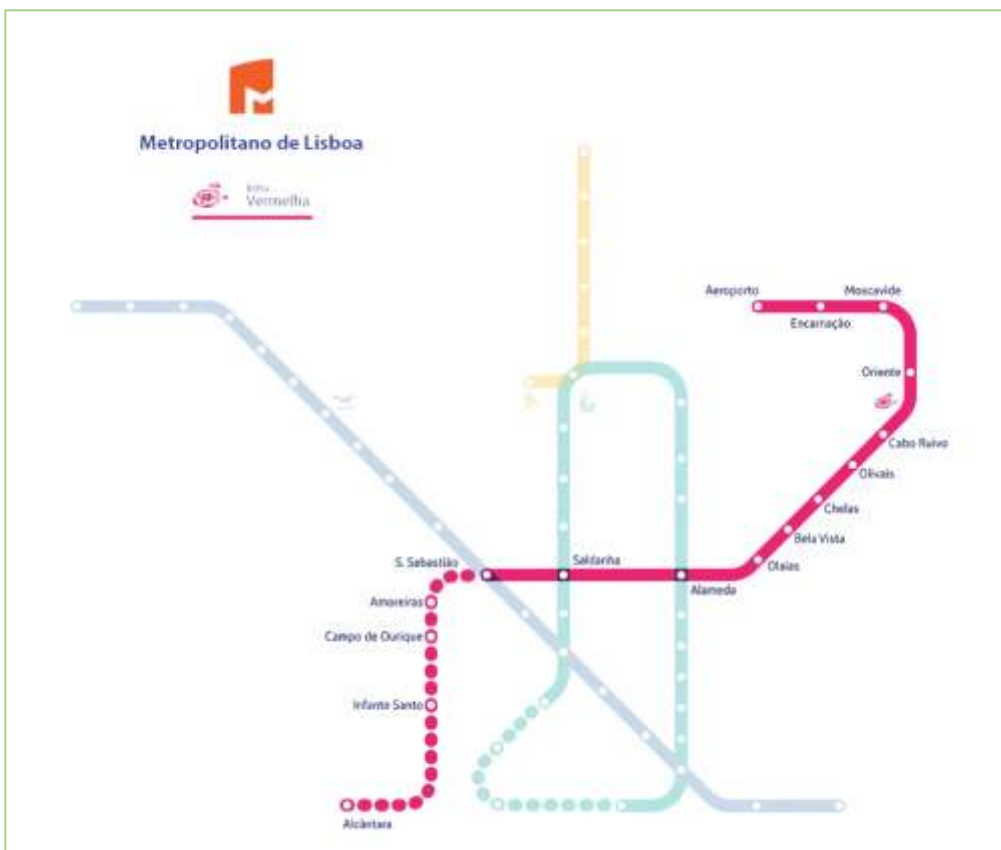 Metropolitano de Lisboa
linha
Vermelha
Aeroporto
Moscavide
Encarnação
Oriente
Cabo Ruivo
Olivais
Chelas
Bela Vista
Olaias
S. Sebastião
Saldanha
Alameda
Amoreiras
Campo de Ourique
Infante Santo
Alcântara